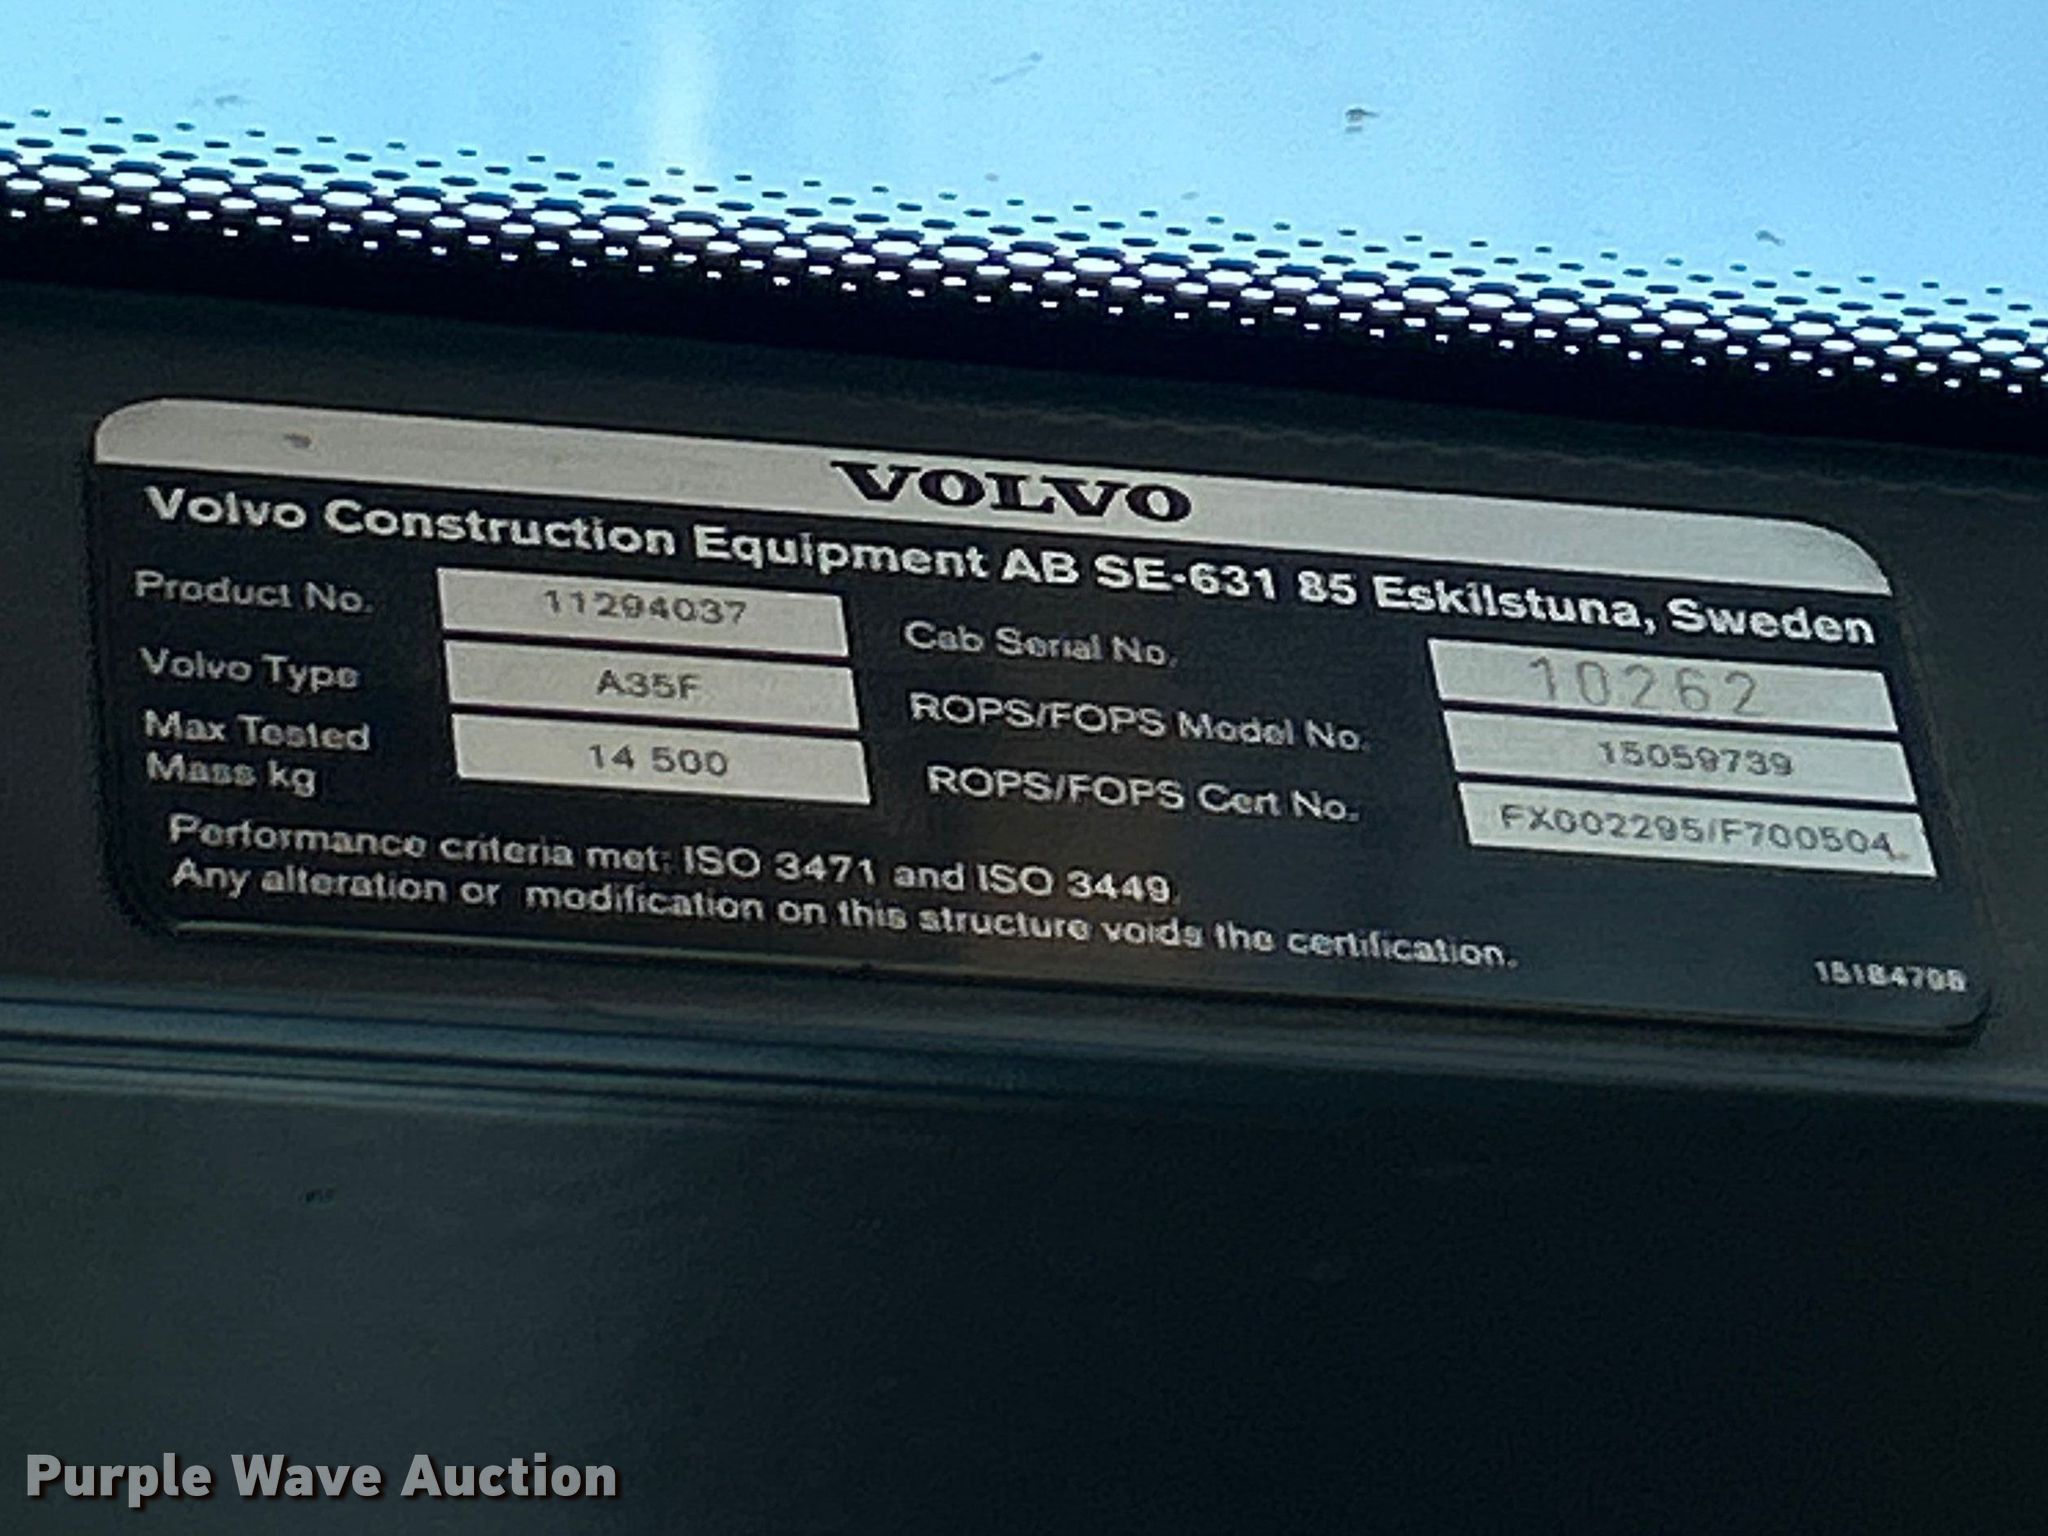 VOLVO
Volvo Construction Equipment AB SE-631 85 Eskilstuna, Sweden
Product No. 11294037 Cab Serial No. 10262
Volvo Type A35F ROPS/FOPS Model No. 15059739
Max Tested
Mass kg 14 500 ROPS/FOPS Cert No. FX002295/F700504
Performance criteria met: ISO 3471 and ISO 3449.
Any alteration or modification on this structure voids the certification.
Purple Wave Auction